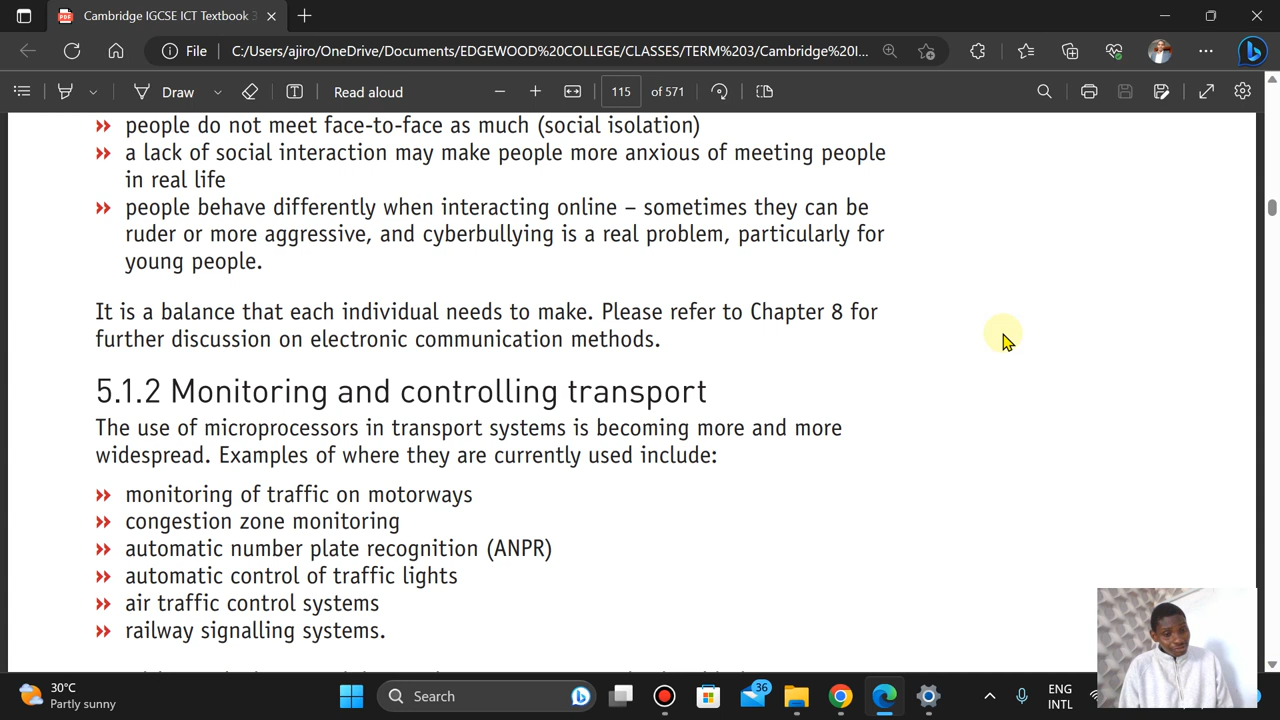 Cambridge IGCSE ICT Textbook 3
File
C:/Users/ajiro/OneDrive/Documents/EDGEWOOD%20COLLEGE/CLASSES/TERM%203/Cambridge%20I...
Draw
Read aloud
115 of 571
people do not meet face-to-face as much (social isolation)
a lack of social interaction may make people more anxious of meeting people
in real life
people behave differently when interacting online – sometimes they can be
ruder or more aggressive, and cyberbullying is a real problem, particularly for
young people.
It is a balance that each individual needs to make. Please refer to Chapter 8 for
further discussion on electronic communication methods.
5.1.2 Monitoring and controlling transport
The use of microprocessors in transport systems is becoming more and more
widespread. Examples of where they are currently used include:
monitoring of traffic on motorways
congestion zone monitoring
automatic number plate recognition (ANPR)
automatic control of traffic lights
air traffic control systems
railway signalling systems.
30°C
Partly sunny
Search
36
ENG
INTL